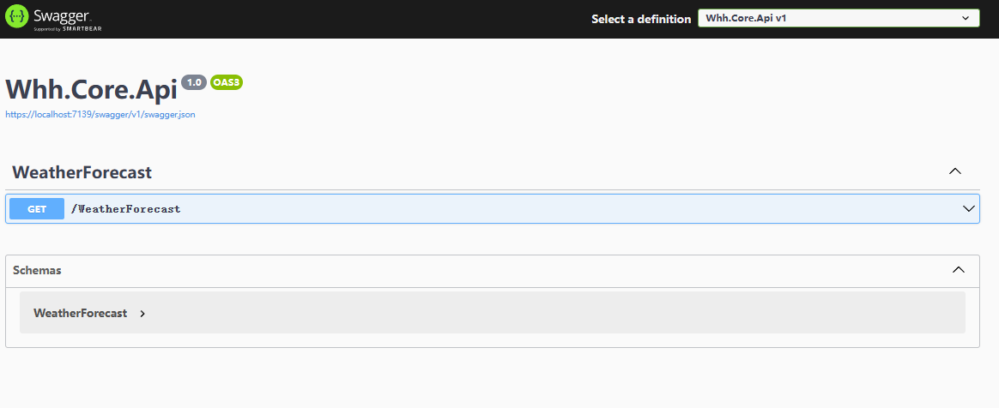 Swagger.
Supported by SMARTBEAR
Select a definition
Whh.Core.Api v1
Whh.Core.Api 1.0 OAS3
https://localhost:7139/swagger/v1/swagger.json
WeatherForecast
GET /WeatherForecast
Schemas
WeatherForecast